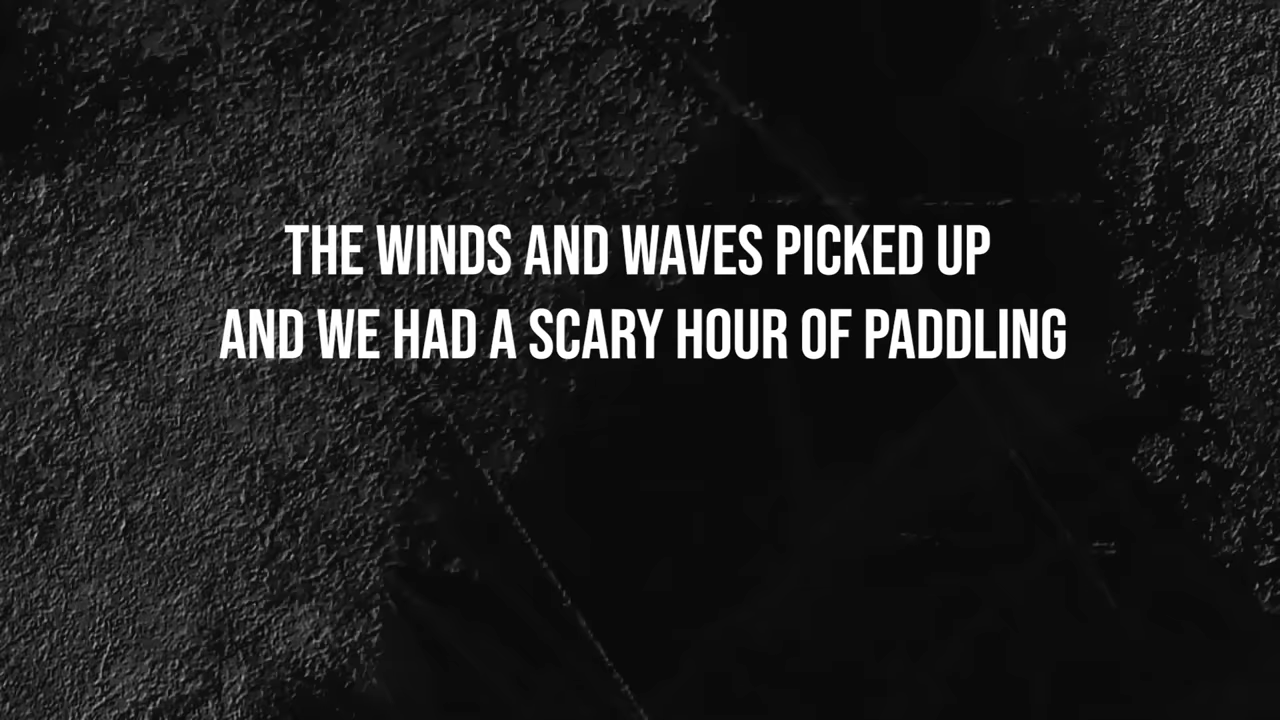 THE WINDS AND WAVES PICKED UP
AND WE HAD A SCARY HOUR OF PADDLING